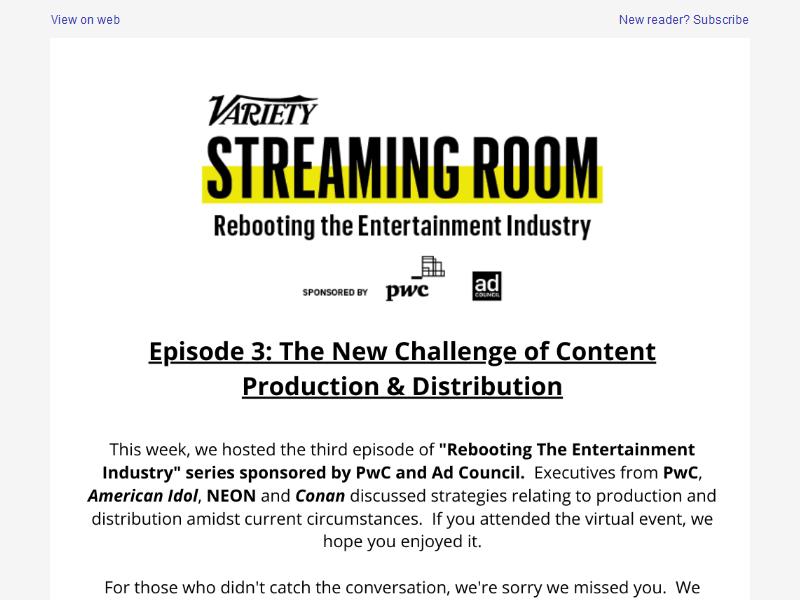 View on web
New reader? Subscribe
VARIETY
STREAMING ROOM
Rebooting the Entertainment Industry
SPONSORED BY pwc ad COUNCIL
Episode 3: The New Challenge of Content
Production & Distribution
This week, we hosted the third episode of "Rebooting The Entertainment
Industry" series sponsored by PwC and Ad Council. Executives from PwC,
American Idol, NEON and Conan discussed strategies relating to production and
distribution amidst current circumstances. If you attended the virtual event, we
hope you enjoyed it.
For those who didn't catch the conversation, we're sorry we missed you. We